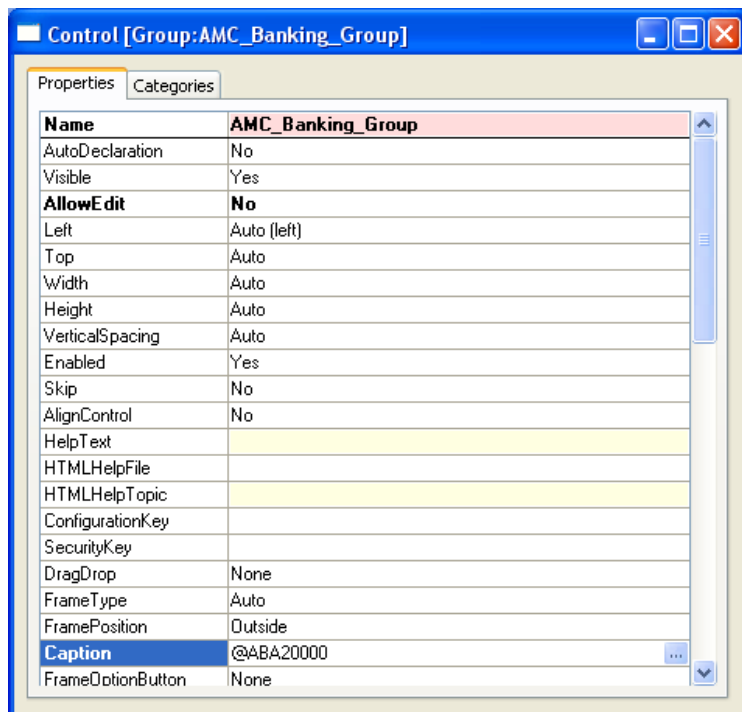 Control [Group:AMC_Banking_Group]
Properties Categories
Name AMC_Banking_Group
AutoDeclaration No
Visible Yes
AllowEdit No
Left Auto (left)
Top Auto
Width Auto
Height Auto
VerticalSpacing Auto
Enabled Yes
Skip No
AlignControl No
HelpText
HTMLHelpFile
HTMLHelpTopic
ConfigurationKey
SecurityKey
DragDrop None
FrameType Auto
FramePosition Outside
Caption @ABA20000 ...
FrameOptionButton None